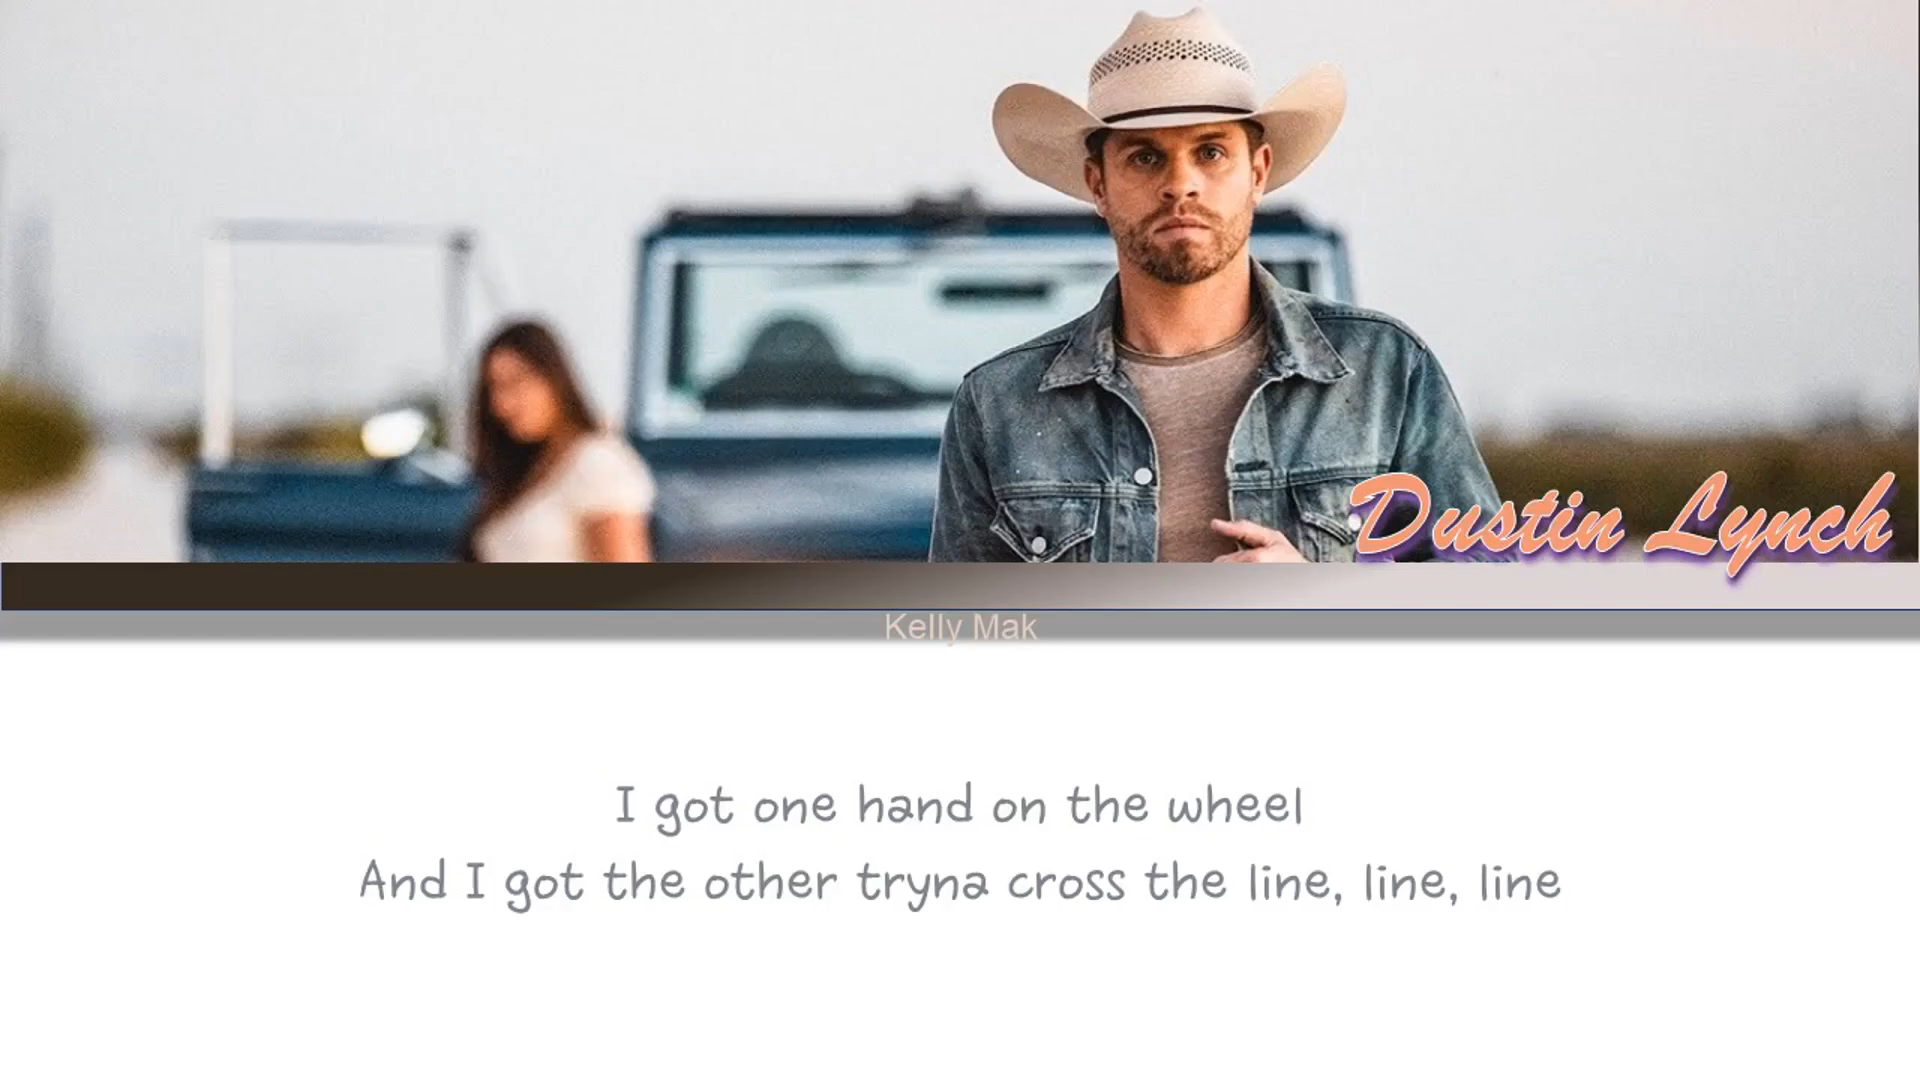 Dustin Lynch
Kelly Mak
I got one hand on the wheel
And I got the other tryna cross the line, line, line